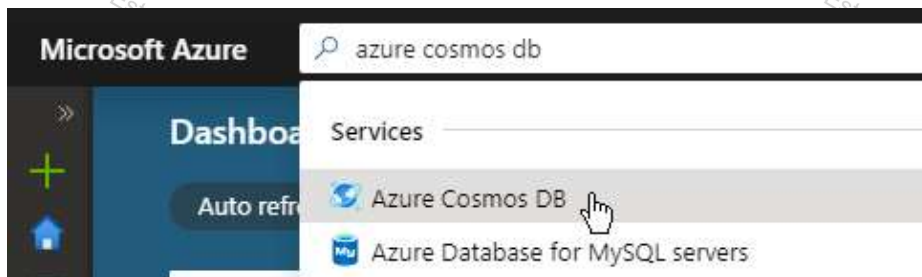 Microsoft Azure
azure cosmos db
Dashboa
Services
Auto refr
Azure Cosmos DB
Azure Database for MySQL servers